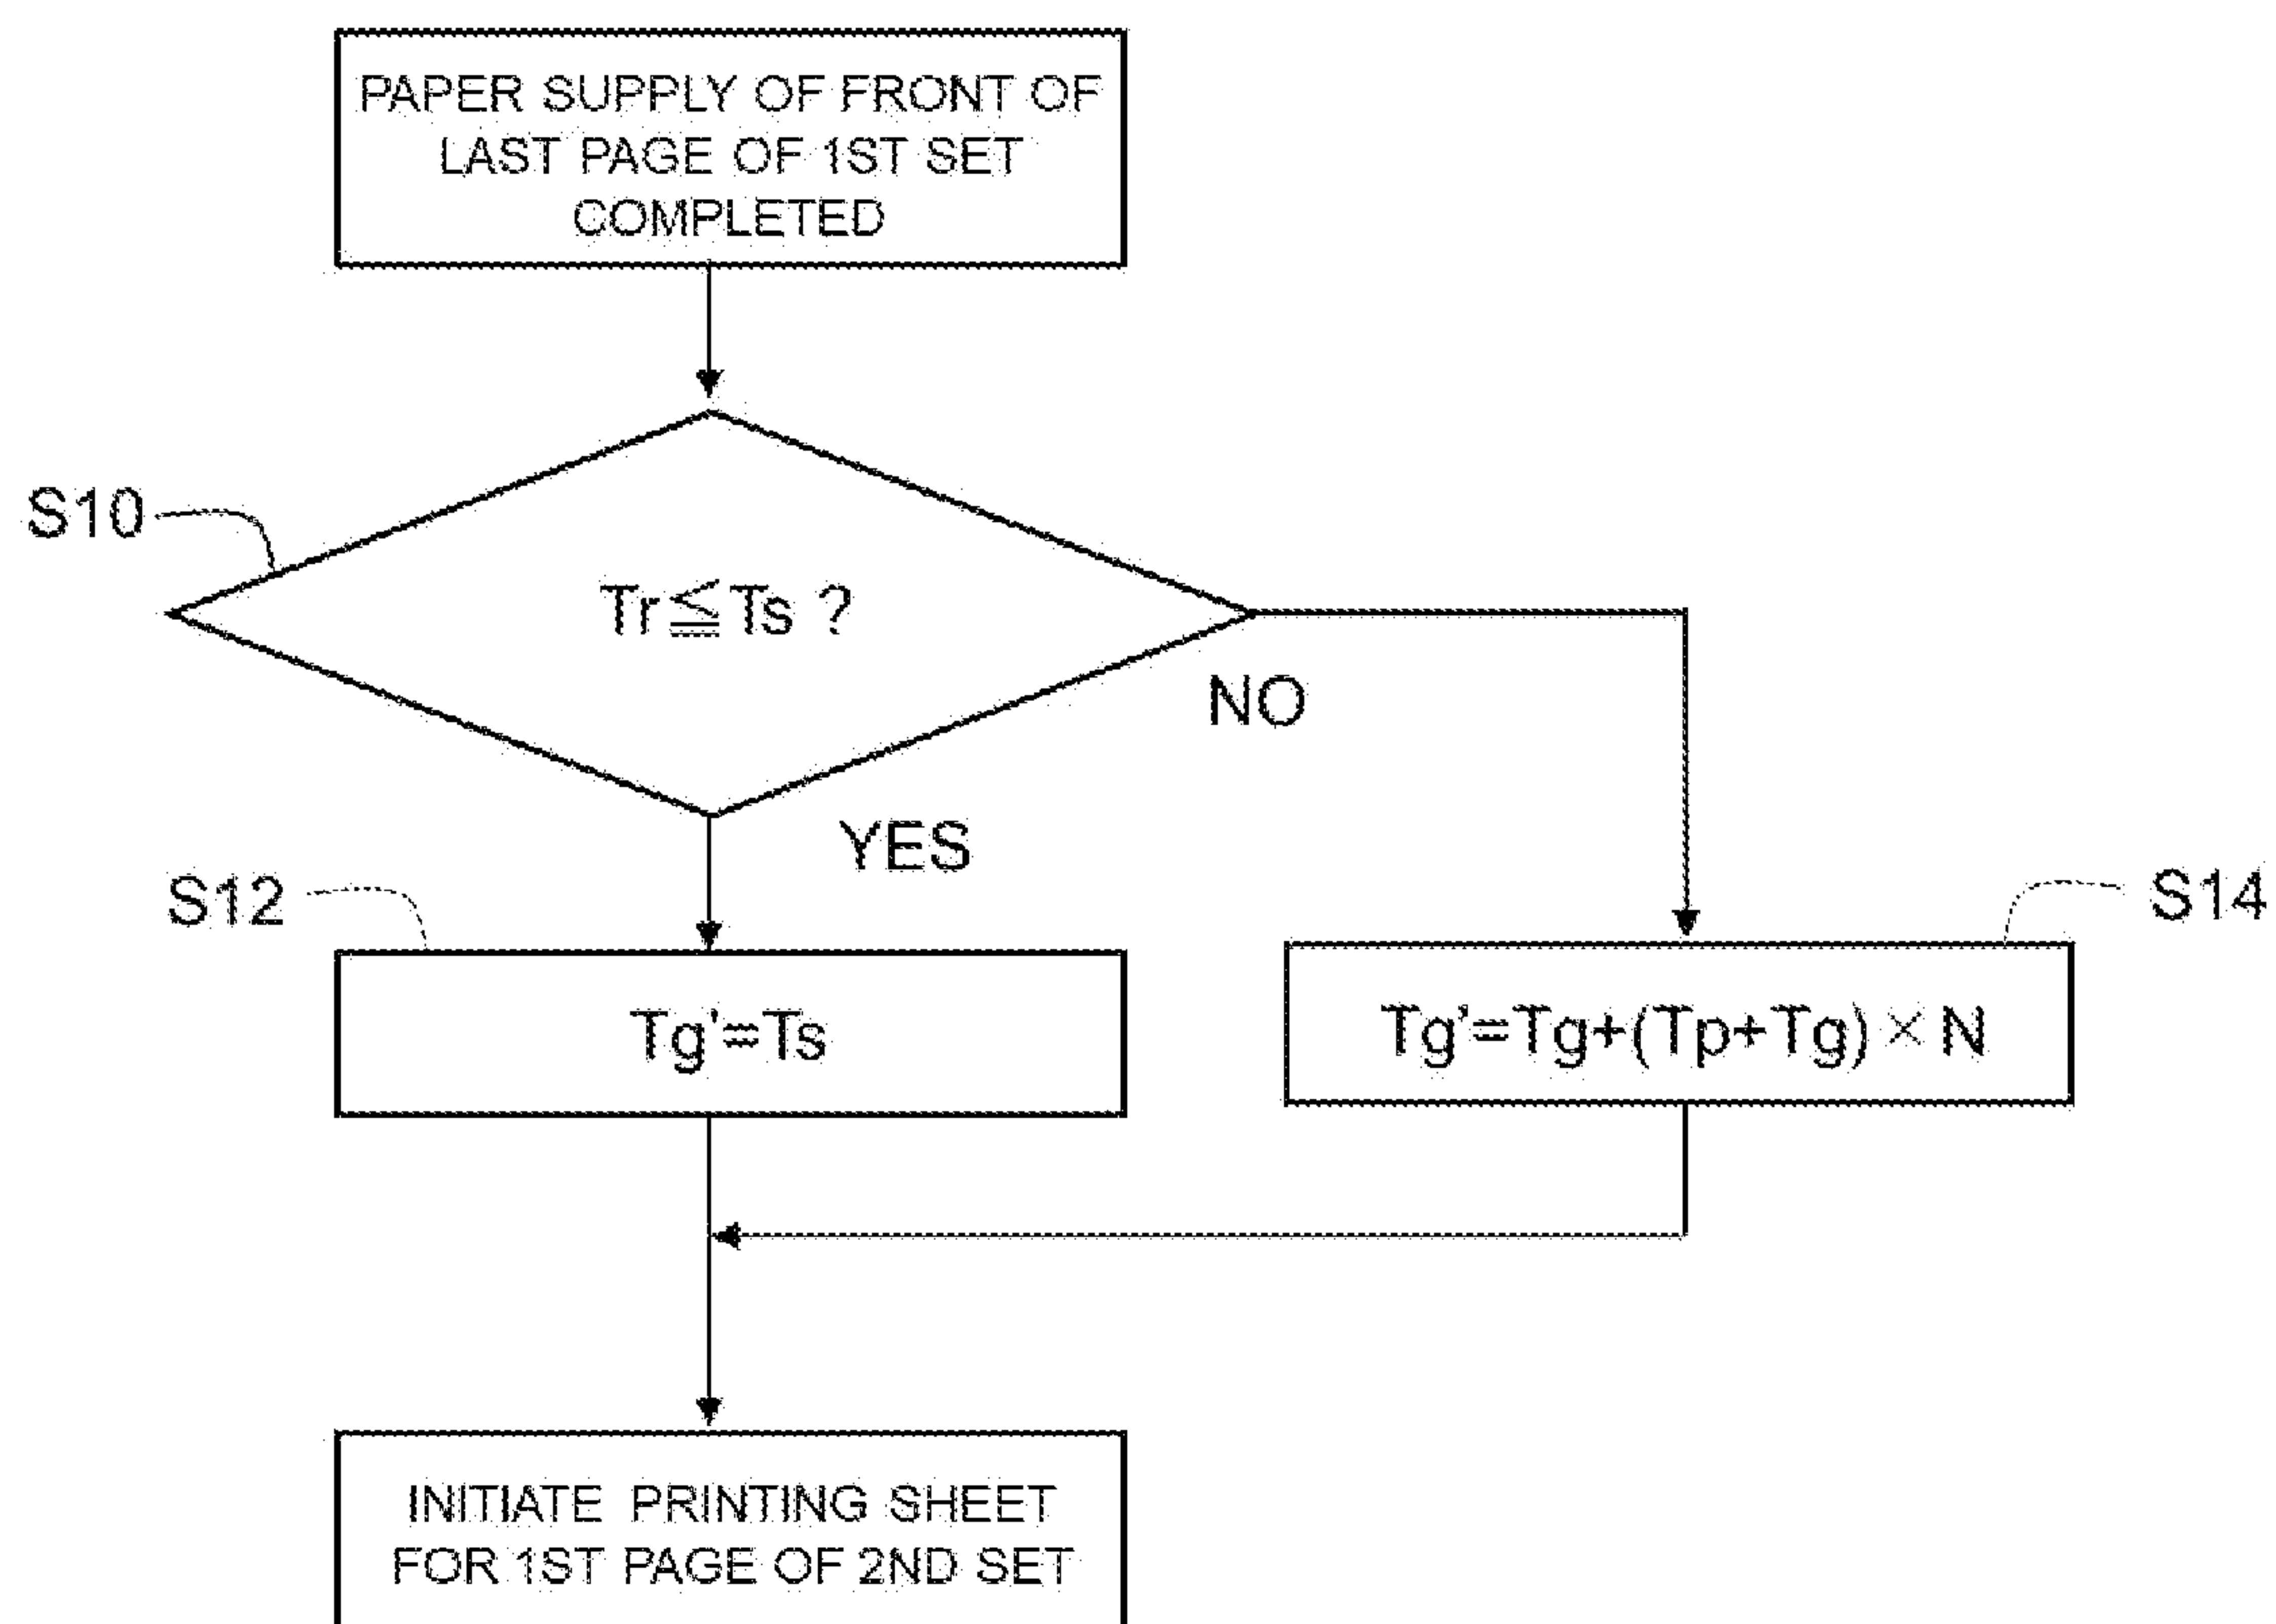 PAPER SUPPLY OF FRONT OF
LAST PAGE OF 1ST SET
COMPLETED
S10
Tr≦Ts ?
NO
YES
S12
S14
Tg'=Ts
Tg'=Tg+(Tp+Tg)×N
INITIATE PRINTING SHEET
FOR 1ST PAGE OF 2ND SET